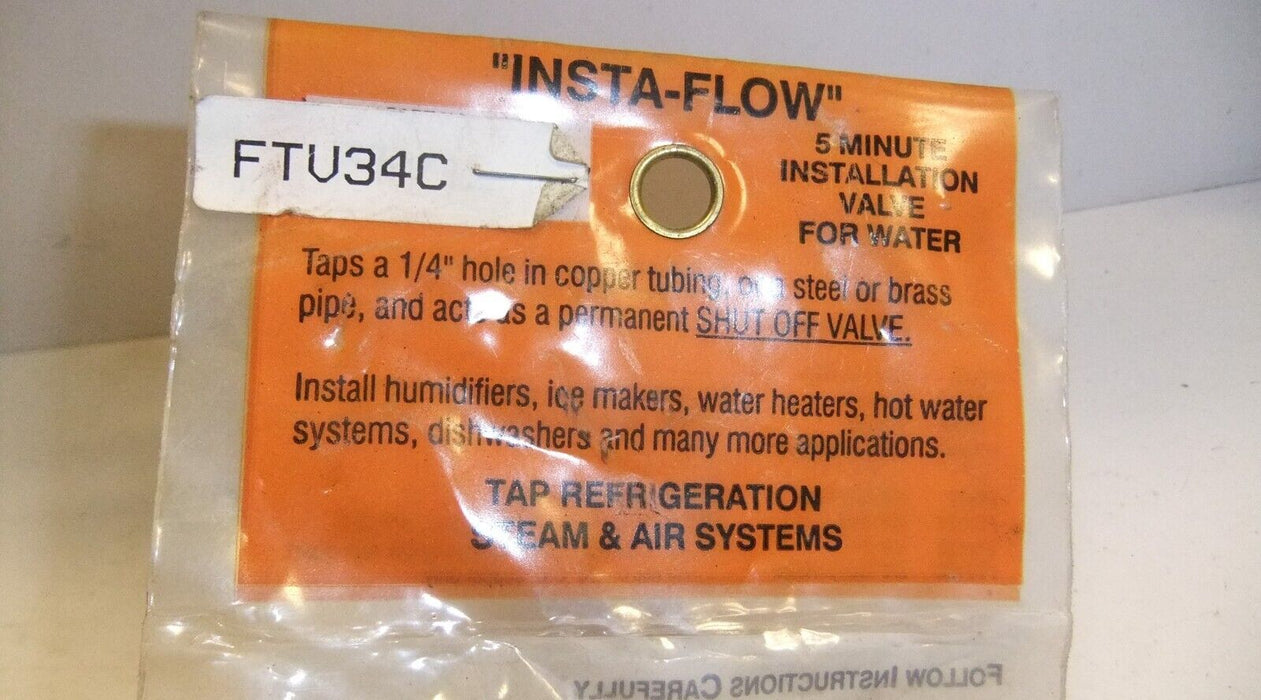 "INSTA-FLOW"
FTV34C
5 MINUTE
INSTALLATION
VALVE
FOR WATER
Taps a 1/4" hole in copper tubing, or a steel or brass
pipe, and acts as a permanent SHUT OFF VALVE.
Install humidifiers, ice makers, water heaters, hot water
systems, dishwashers and many more applications.
TAP REFRIGERATION
STEAM & AIR SYSTEMS
FOLLOW INSTRUCTIONS CAREFULLY